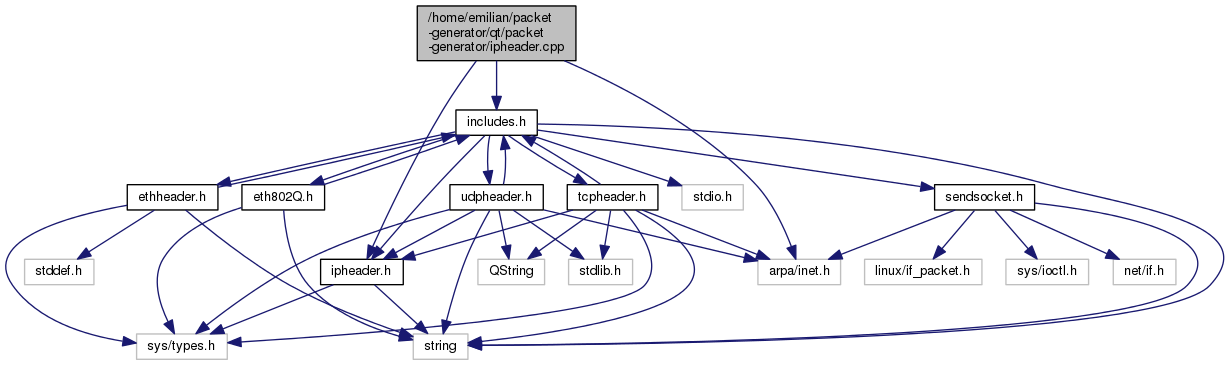 /home/emilian/packet
-generator/qt/packet
-generator/ipheader.cpp
includes.h
ethheader.h
eth802Q.h
udpheader.h
tcpheader.h
stdio.h
sendsocket.h
stddef.h
ipheader.h
QString
stdlib.h
arpa/inet.h
linux/if_packet.h
sys/ioctl.h
net/if.h
sys/types.h
string